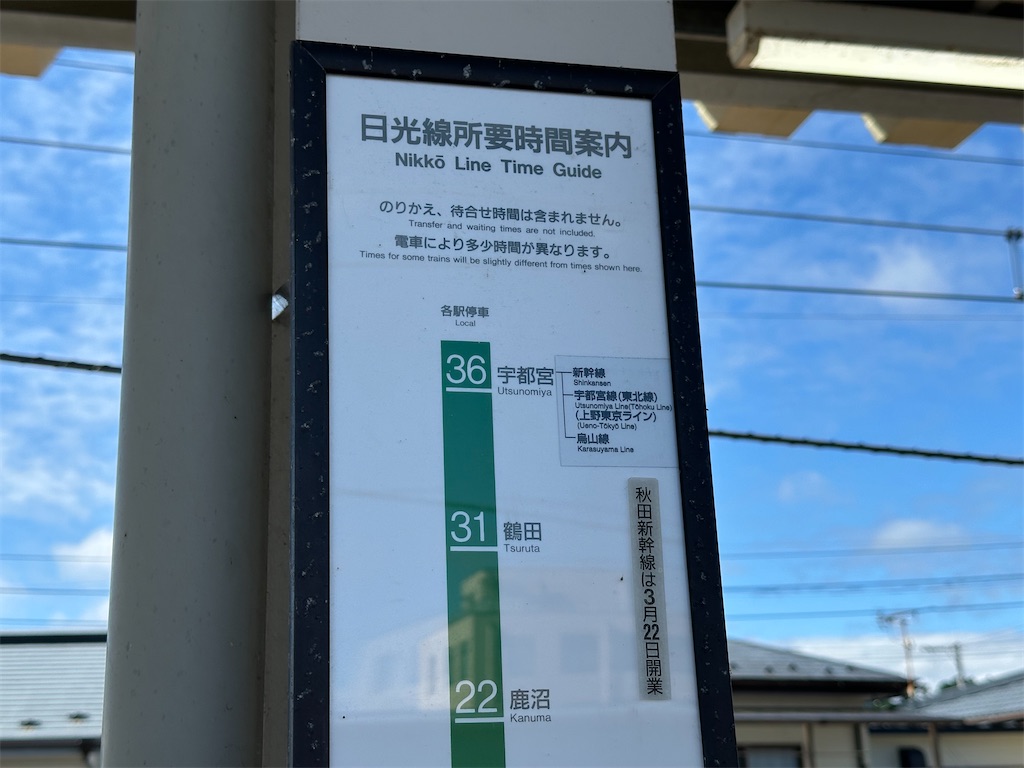 日光線所要時間案内
Nikkō Line Time Guide
のりかえ、待合せ時間は含まれません。
Transfer and waiting times are not included.
電車により多少時間が異なります。
Times for some trains will be slightly different from times shown here.
各駅停車
Local
36 宇都宮
Utsunomiya
新幹線
Shinkansen
宇都宮線(東北線)
Utsunomiya Line(Tōhoku Line)
(上野東京ライン)
(Ueno-Tōkyō Line)
烏山線
Karasuyama Line
31 鶴田
Tsuruta
秋田新幹線は3月22日開業
22 鹿沼
Kanuma